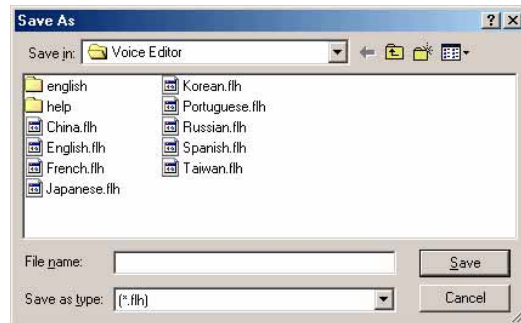 Save As
Save in: Voice Editor
english
help
China.flh
English.flh
French.flh
Japanese.flh
Korean.flh
Portuguese.flh
Russian.flh
Spanish.flh
Taiwan.flh
File name:
Save
Save as type: (*.flh)
Cancel